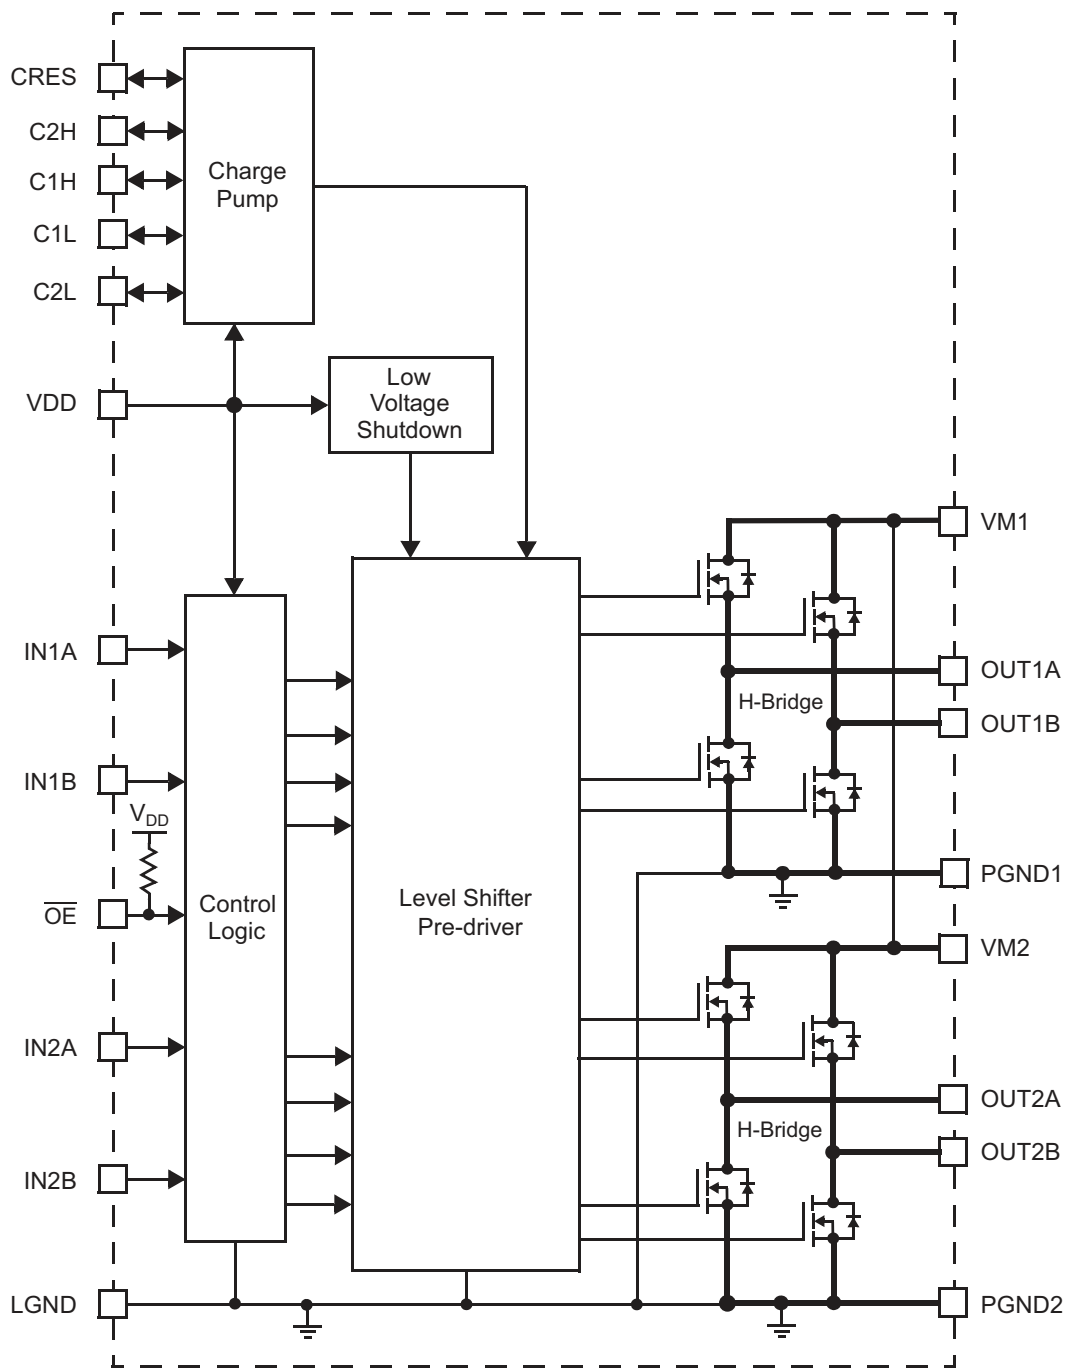 CRES
C2H
C1H
C1L
C2L
Charge
Pump
VDD
Low
Voltage
Shutdown
VM1
IN1A
OUT1A
H-Bridge
OUT1B
IN1B
VDD
PGND1
OE
Control
Logic
Level Shifter
Pre-driver
VM2
IN2A
OUT2A
H-Bridge
OUT2B
IN2B
LGND
PGND2